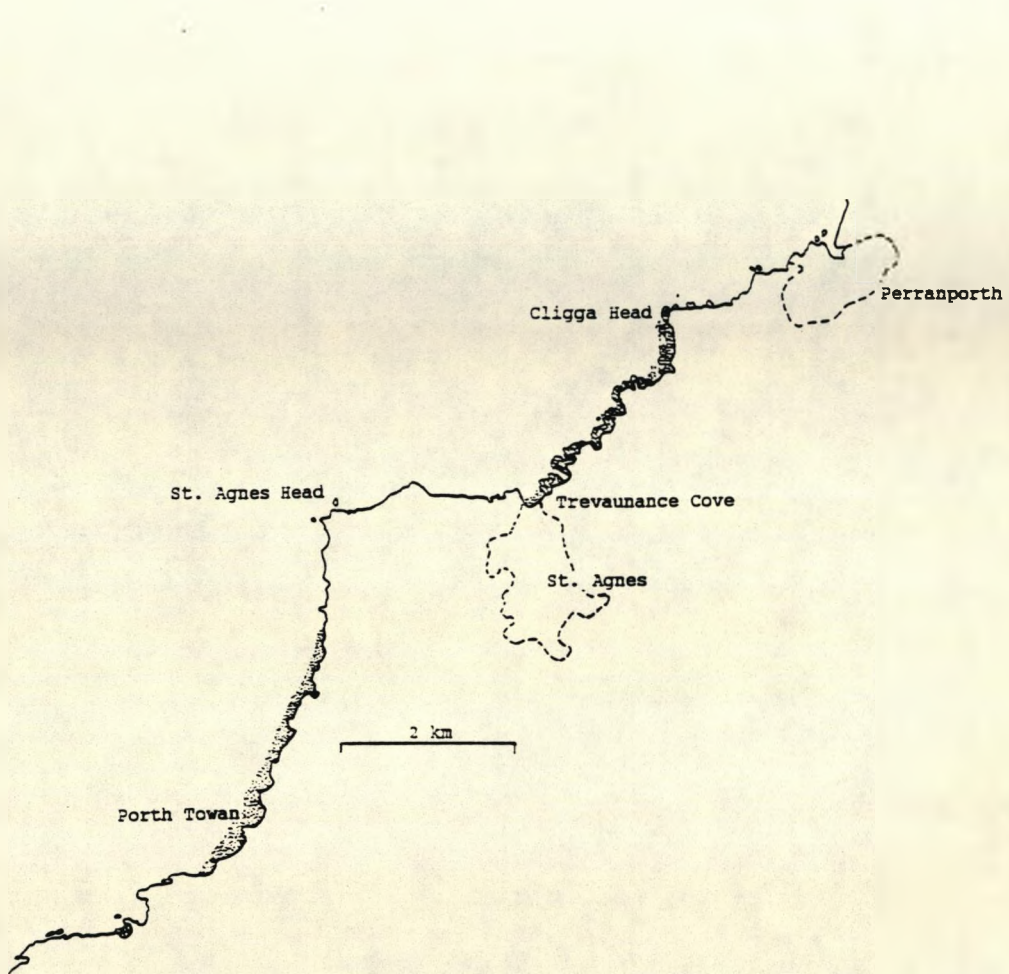 Perranporth
Cligga Head
St. Agnes Head
Trevaunance Cove
St. Agnes
2 km
Porth Towan